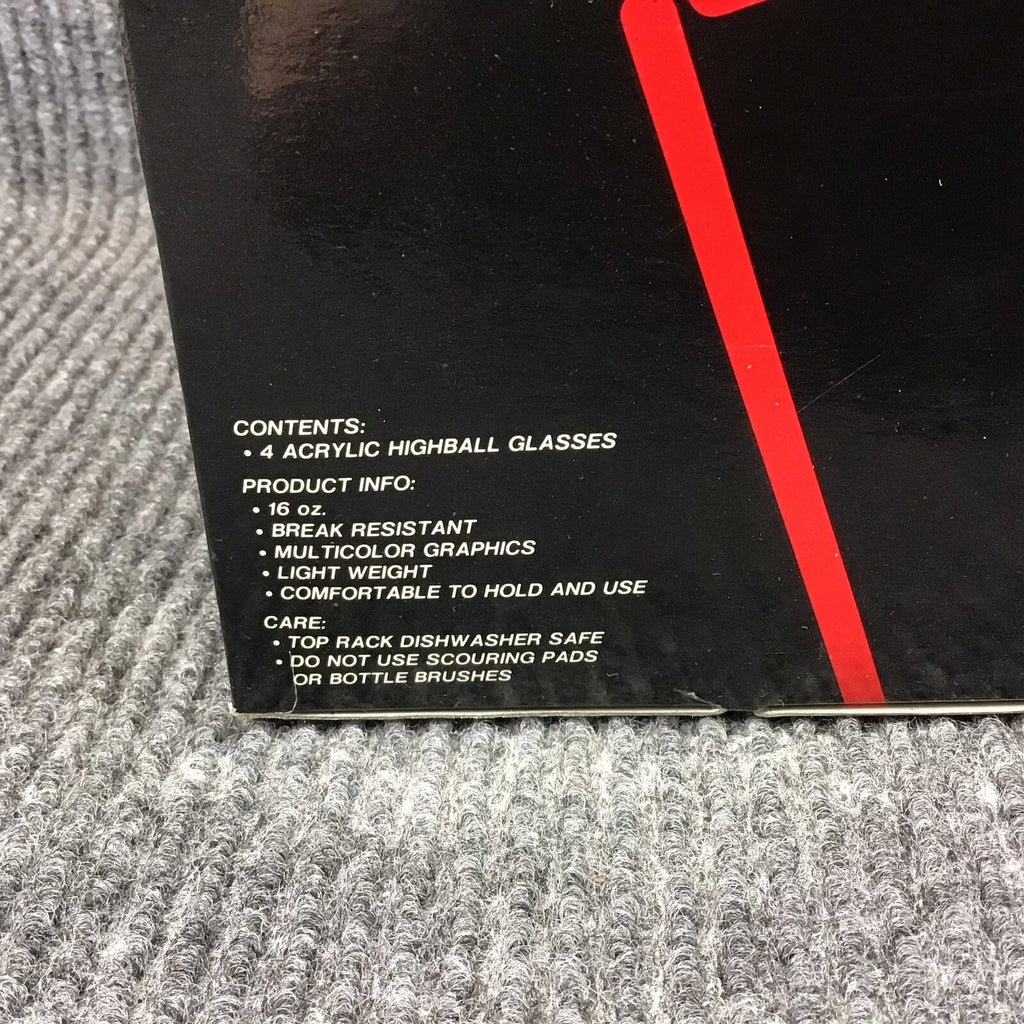 CONTENTS:
• 4 ACRYLIC HIGHBALL GLASSES
PRODUCT INFO:
• 16 oz.
• BREAK RESISTANT
• MULTICOLOR GRAPHICS
• LIGHT WEIGHT
• COMFORTABLE TO HOLD AND USE
CARE:
• TOP RACK DISHWASHER SAFE
• DO NOT USE SCOURING PADS
OR BOTTLE BRUSHES